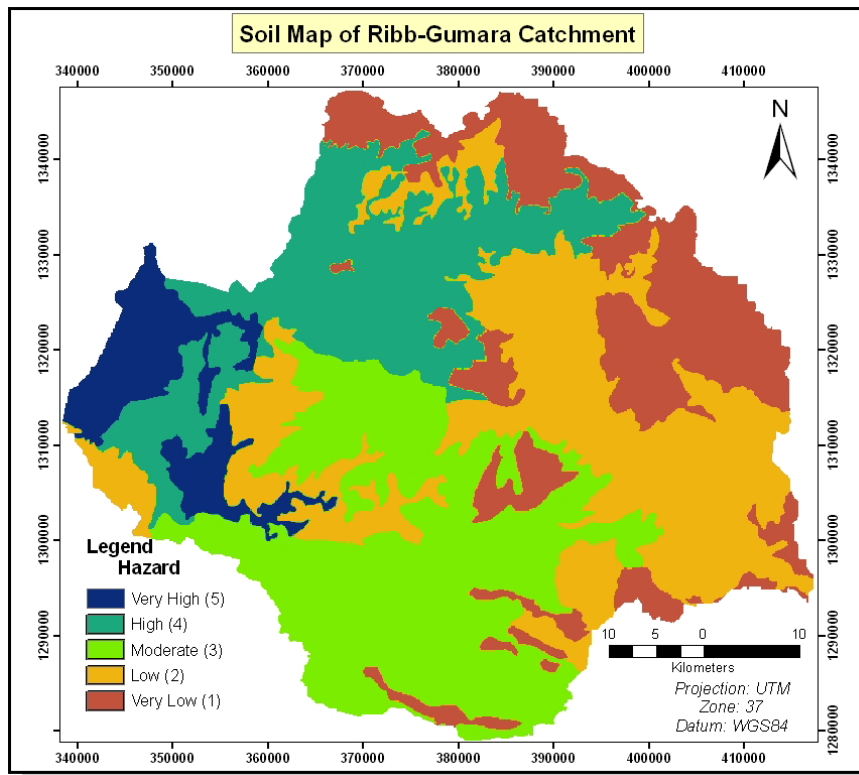 Soil Map of Ribb-Gumara Catchment
340000 350000 360000 370000 380000 390000 400000 410000
N
1340000 1340000
1330000 1330000
1320000 1320000
1310000 1310000
1300000 1300000
1290000 1290000
1280000 1280000
Legend
Hazard
Very High (5)
High (4)
Moderate (3)
Low (2)
Very Low (1)
10 5 0 10
Kilometers
Projection: UTM
Zone: 37
Datum: WGS84
340000 350000 360000 370000 380000 390000 400000 410000